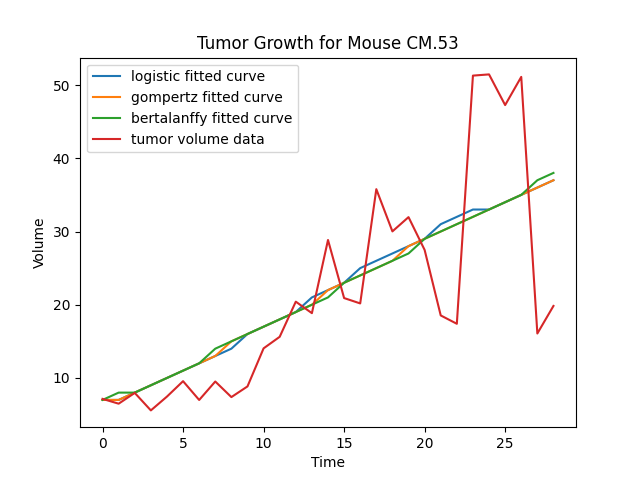 Tumor Growth for Mouse CM.53
logistic fitted curve
gompertz fitted curve
bertalanffy fitted curve
tumor volume data
Volume
50
40
30
20
10
0 5 10 15 20 25
Time